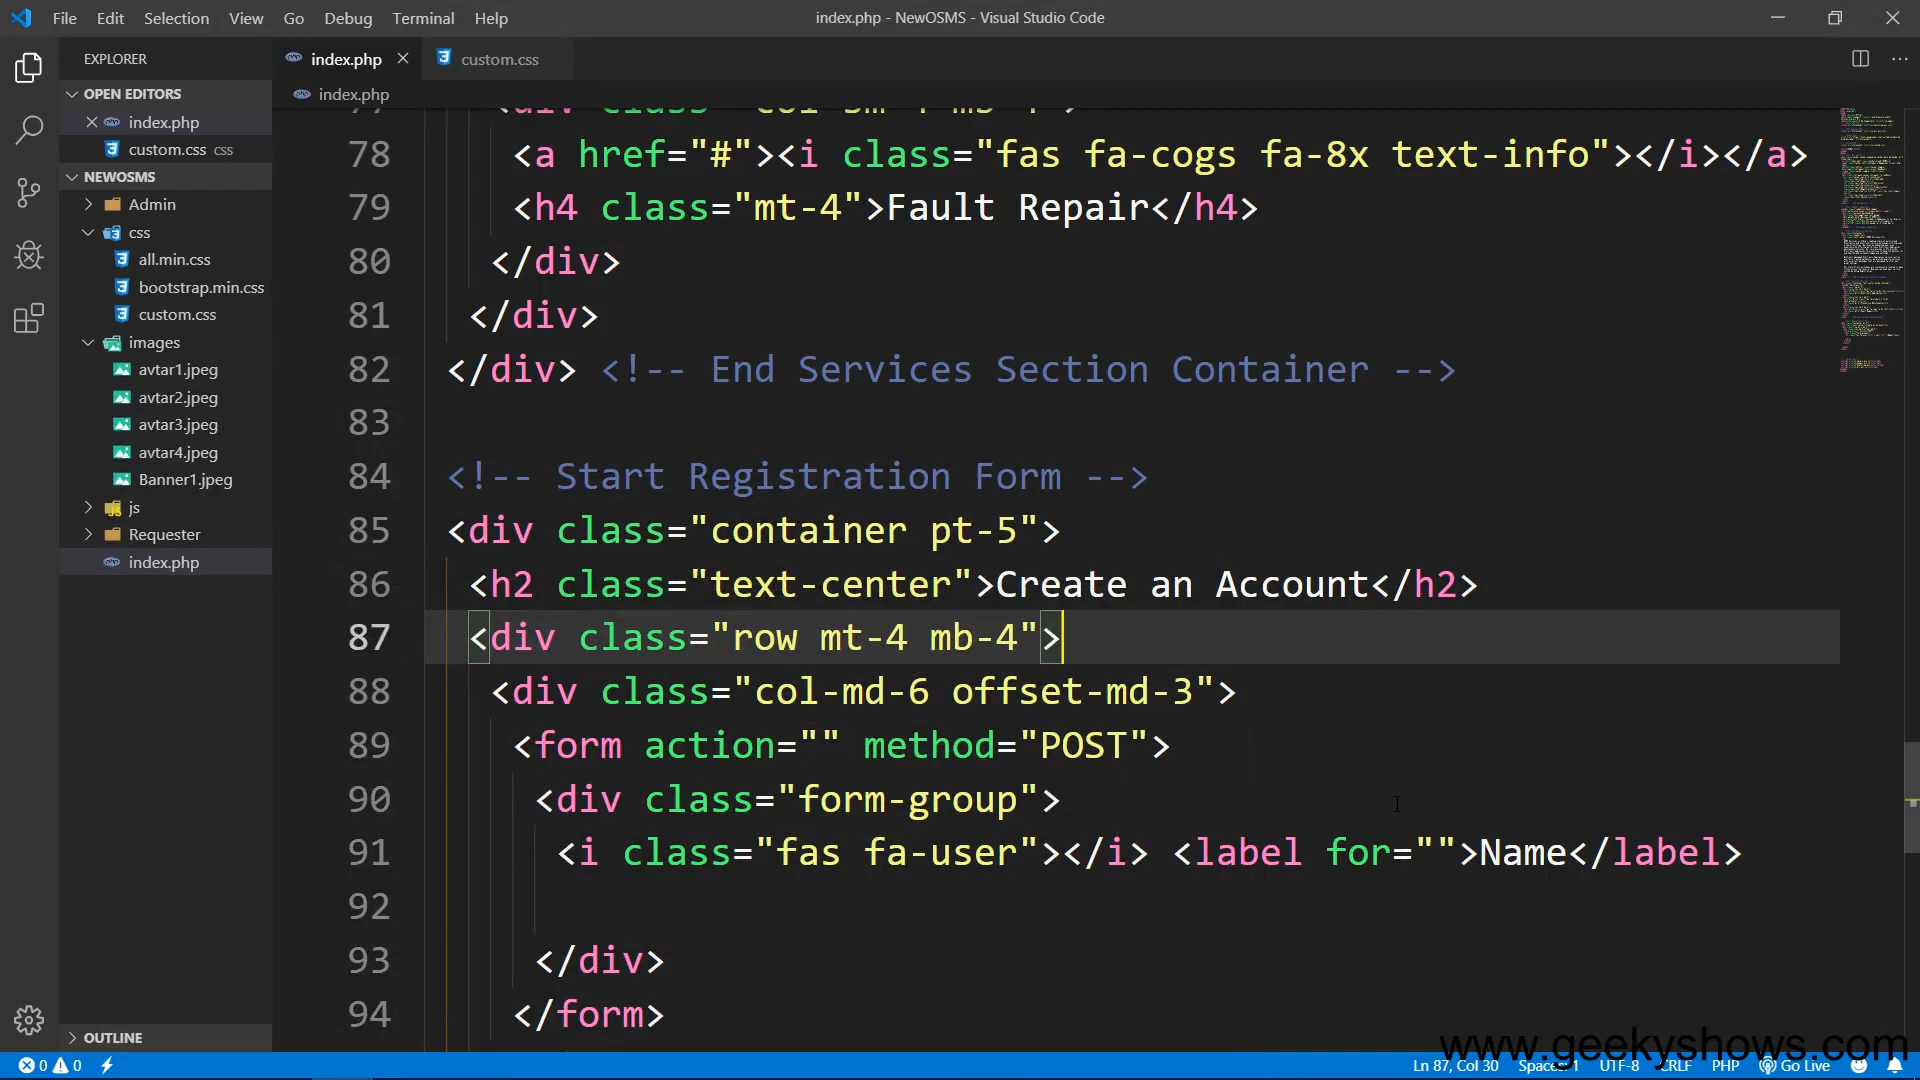 File Edit Selection View Go Debug Terminal Help
index.php - NewOSMS - Visual Studio Code
EXPLORER
OPEN EDITORS
index.php
custom.css css
NEWOSMS
Admin
css
all.min.css
bootstrap.min.css
custom.css
images
avtar1.jpeg
avtar2.jpeg
avtar3.jpeg
avtar4.jpeg
Banner1.jpeg
js
Requester
index.php
OUTLINE
index.php
custom.css
index.php
78 <a href="#"><i class="fas fa-cogs fa-8x text-info"></i></a>
79 <h4 class="mt-4">Fault Repair</h4>
80 </div>
81 </div>
82 </div> <!-- End Services Section Container -->
83
84 <!-- Start Registration Form -->
85 <div class="container pt-5">
86 <h2 class="text-center">Create an Account</h2>
87 <div class="row mt-4 mb-4">
88 <div class="col-md-6 offset-md-3">
89 <form action="" method="POST">
90 <div class="form-group">
91 <i class="fas fa-user"></i> <label for="">Name</label>
92
93 </div>
94 </form>
www.geekyshows.com
0 0
Ln 87, Col 30 Spaces: 1 UTF-8 CRLF PHP Go Live